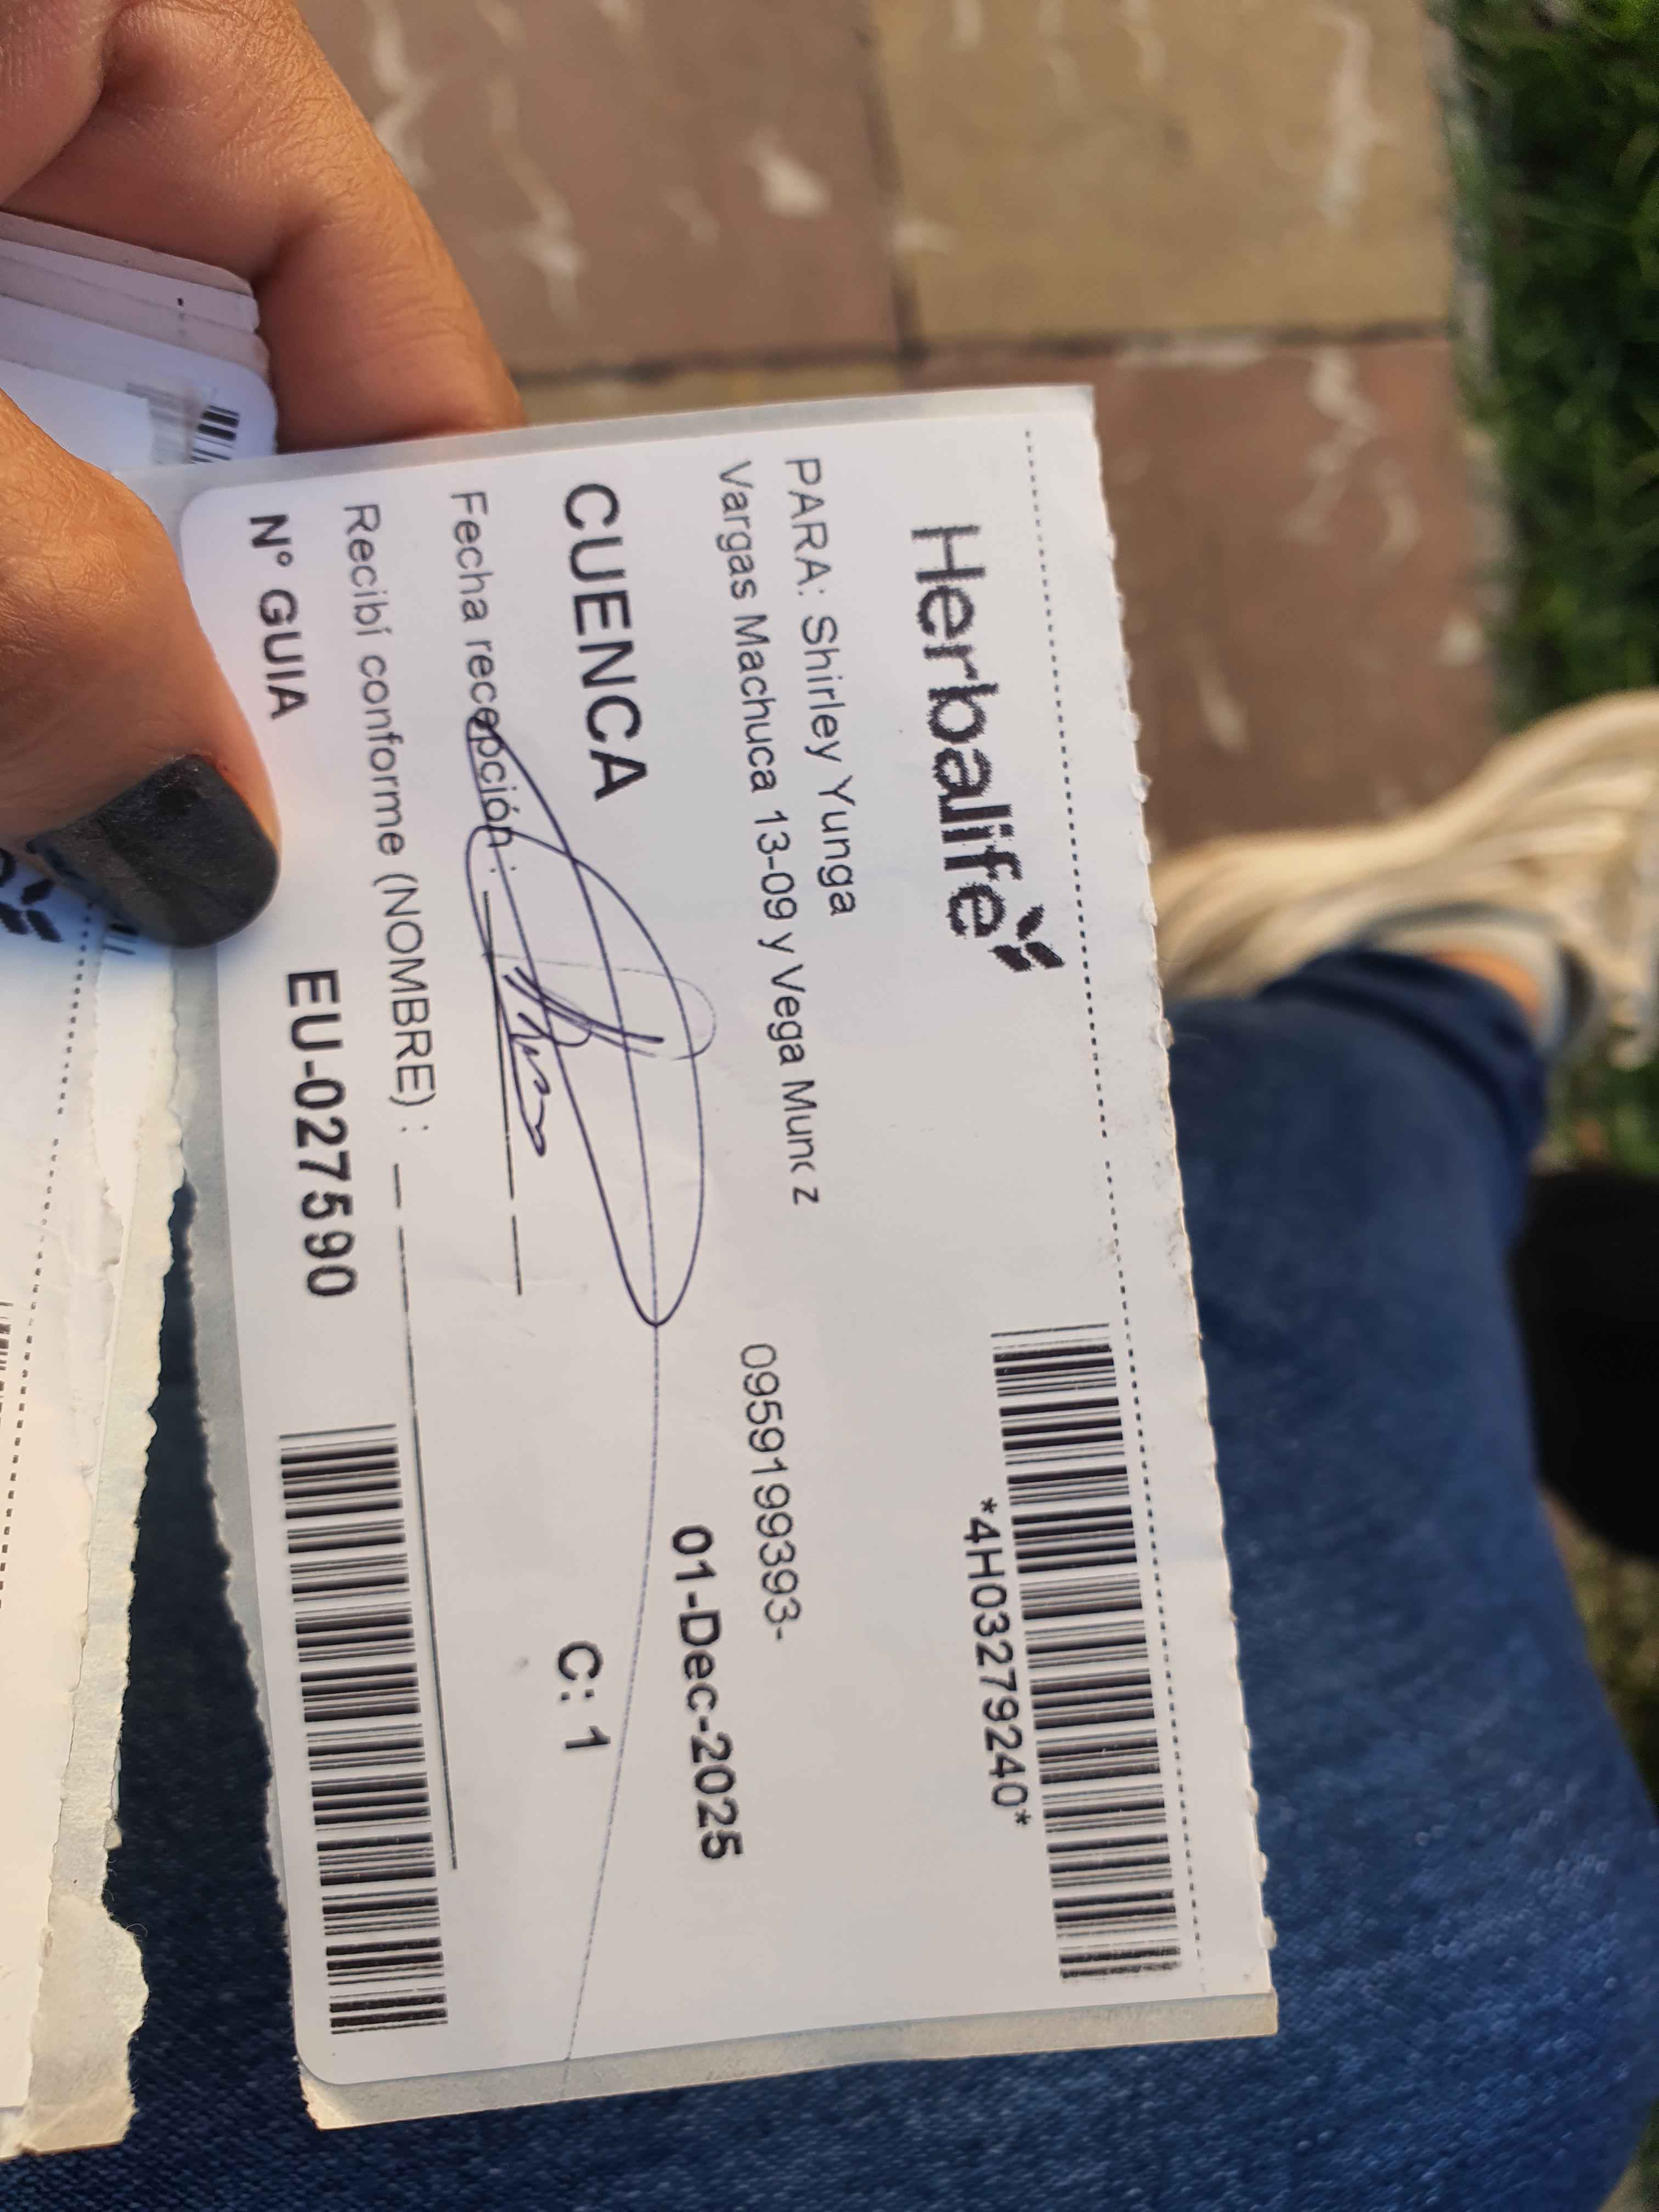 Herbalife
*4H03279240*
PARA: Shirley Yunga
Vargas Machuca 13-09 y Vega Munc z
0959199393-
01-Dec-2025
CUENCA
C: 1
Fecha recepción :
Recibí conforme (NOMBRE) :
N° GUIA
EU-027590